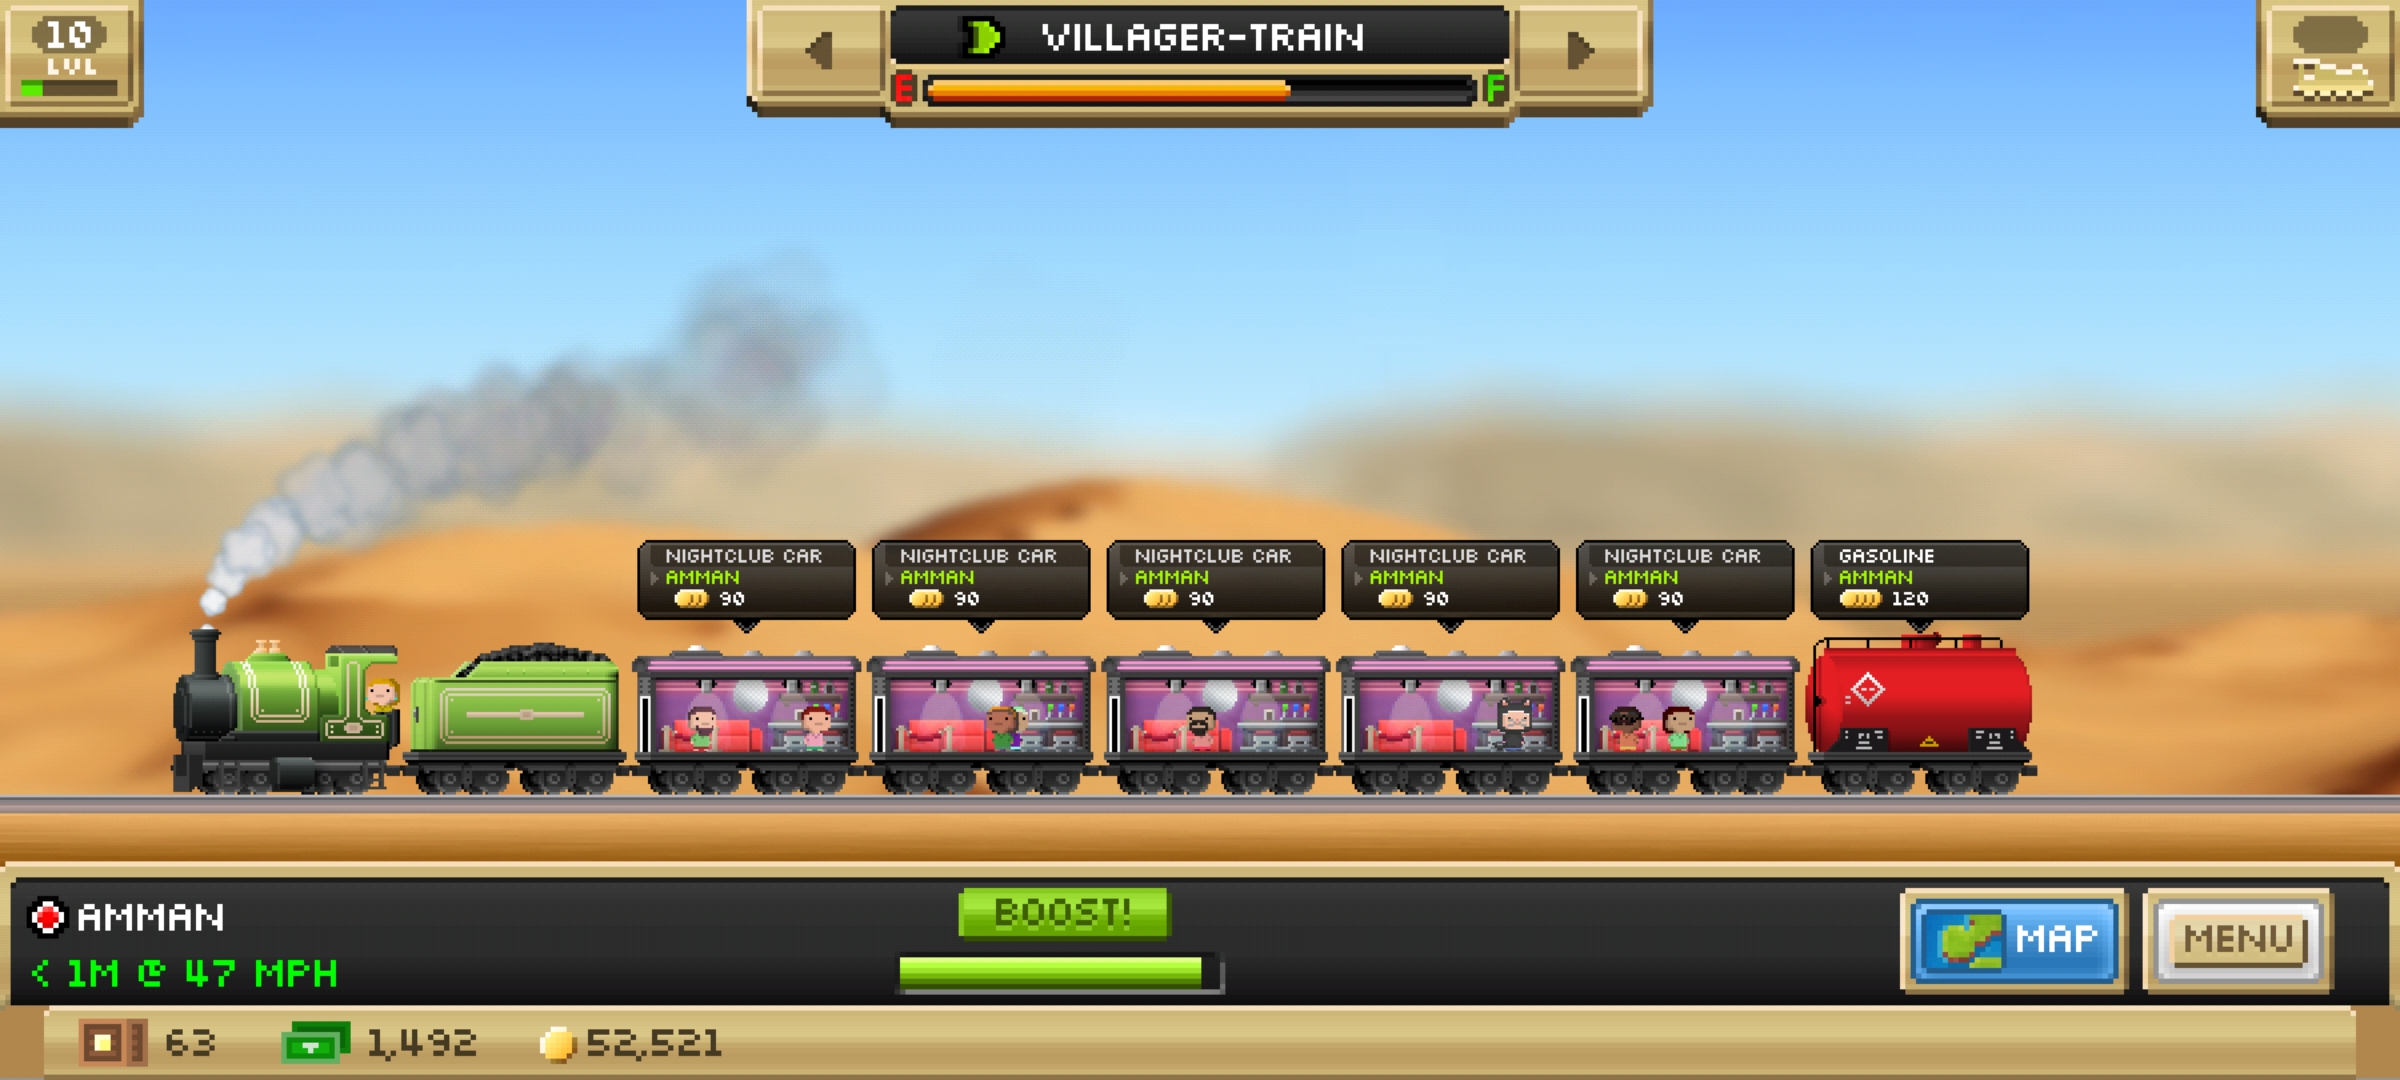 10
LVL
VILLAGER-TRAIN
E F
NIGHTCLUB CAR
AMMAN
90
NIGHTCLUB CAR
AMMAN
90
NIGHTCLUB CAR
AMMAN
90
NIGHTCLUB CAR
AMMAN
90
NIGHTCLUB CAR
AMMAN
90
GASOLINE
AMMAN
120
AMMAN
< 1M @ 47 MPH
BOOST!
MAP
MENU
63
1,492
52,521